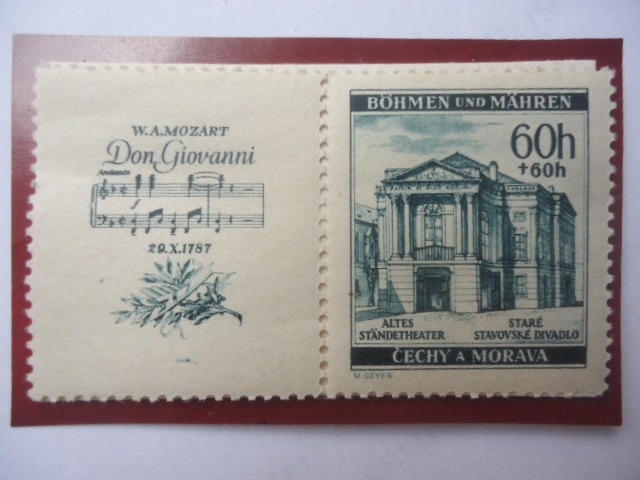 W.A.MOZART
Don Giovanni
Andante
f
29.X.1787
BÖHMEN UND MÄHREN
60h
+60h
ALTES
STÄNDETHEATER
STARÉ
STAVOVSKÉ DIVADLO
ČECHY A MORAVA
M. GEYER